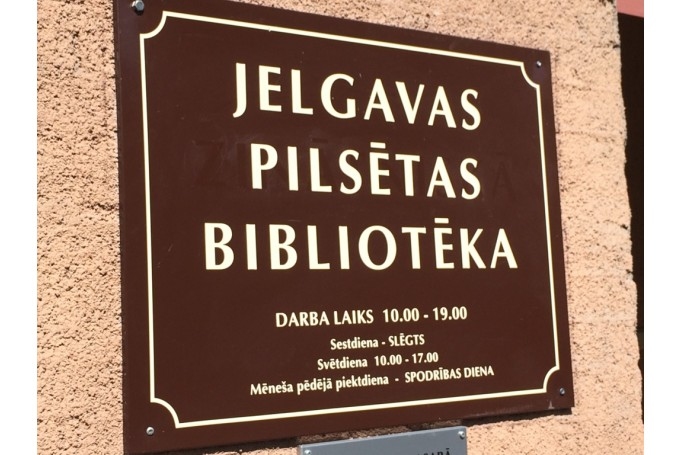 JELGAVAS
PILSĒTAS
BIBLIOTĒKA
DARBA LAIKS 10.00 - 19.00
Sestdiena - SLĒGTS
Svētdiena 10.00 - 17.00
Mēneša pēdējā piektdiena - SPODRĪBAS DIENA